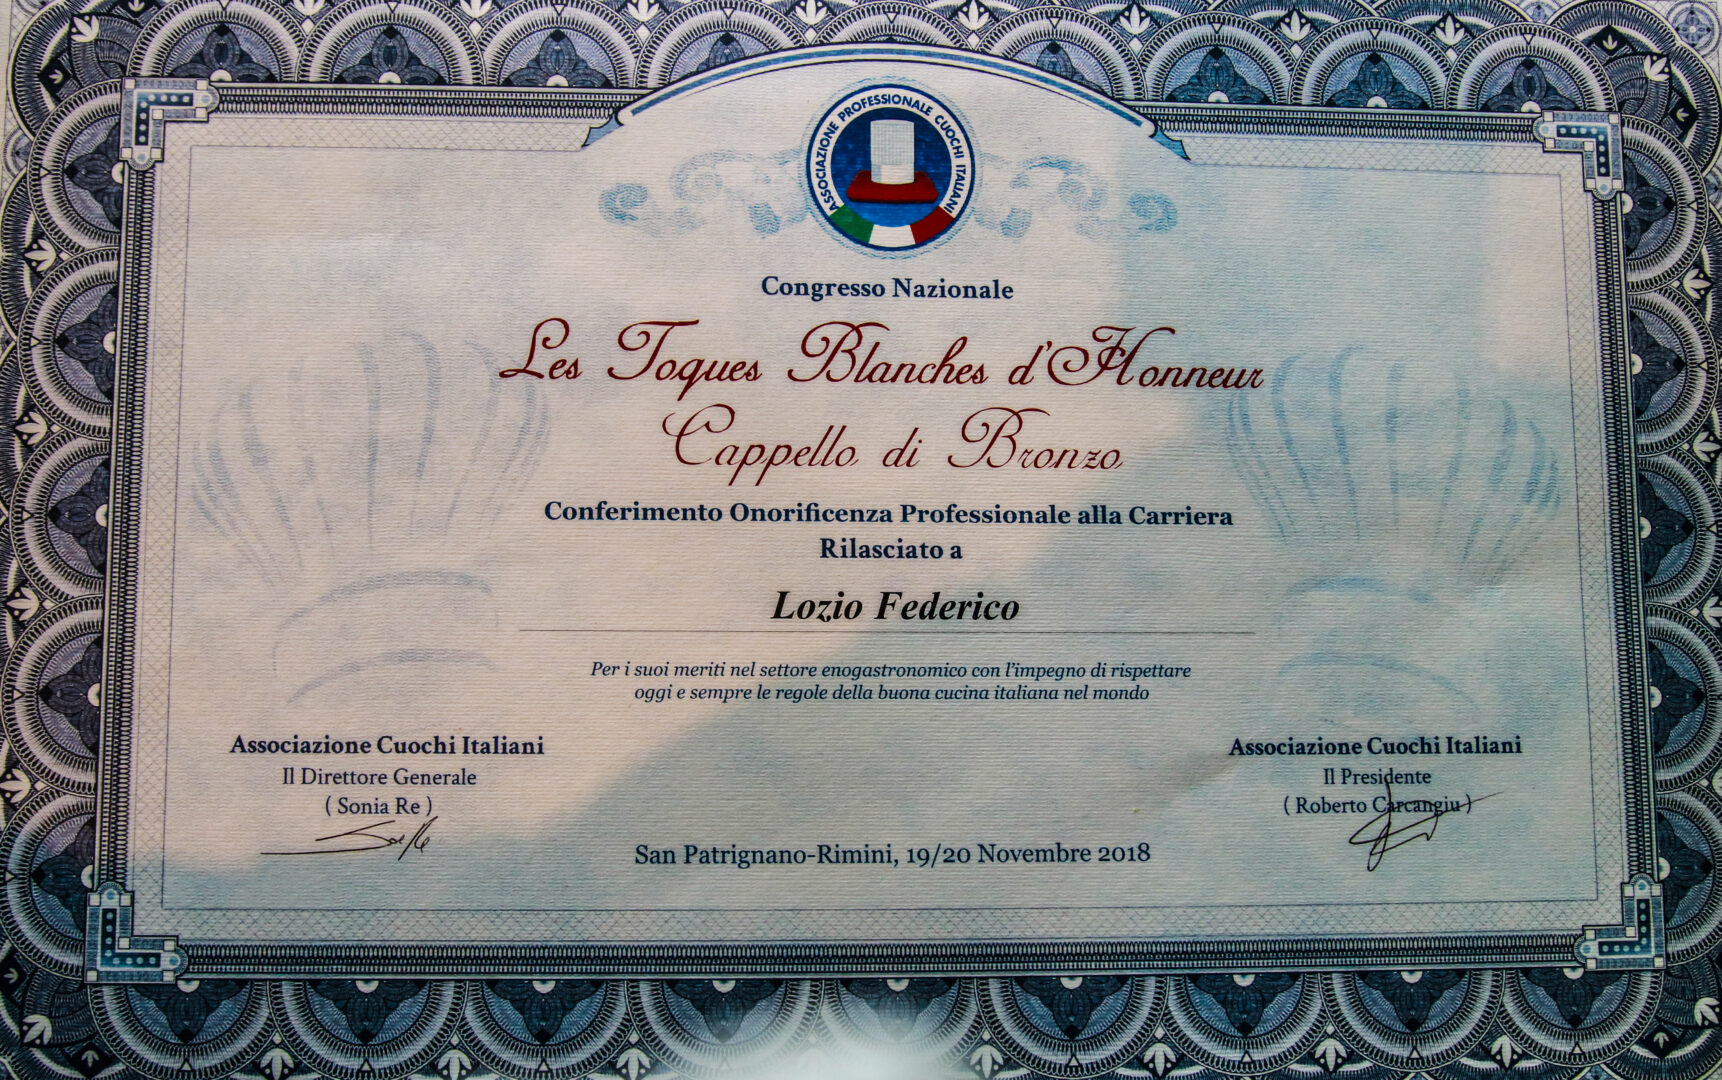 ASSOCIAZIONE PROFESSIONALE CUOCHI ITALIANI
Congresso Nazionale
Les Toques Blanches d'Honneur
Cappello di Bronzo
Conferimento Onorificenza Professionale alla Carriera
Rilasciato a
Lozio Federico
Per i suoi meriti nel settore enogastronomico con l'impegno di rispettare
oggi e sempre le regole della buona cucina italiana nel mondo
Associazione Cuochi Italiani
Il Direttore Generale
( Sonia Re )
Associazione Cuochi Italiani
Il Presidente
( Roberto Carcangiu )
San Patrignano-Rimini, 19/20 Novembre 2018